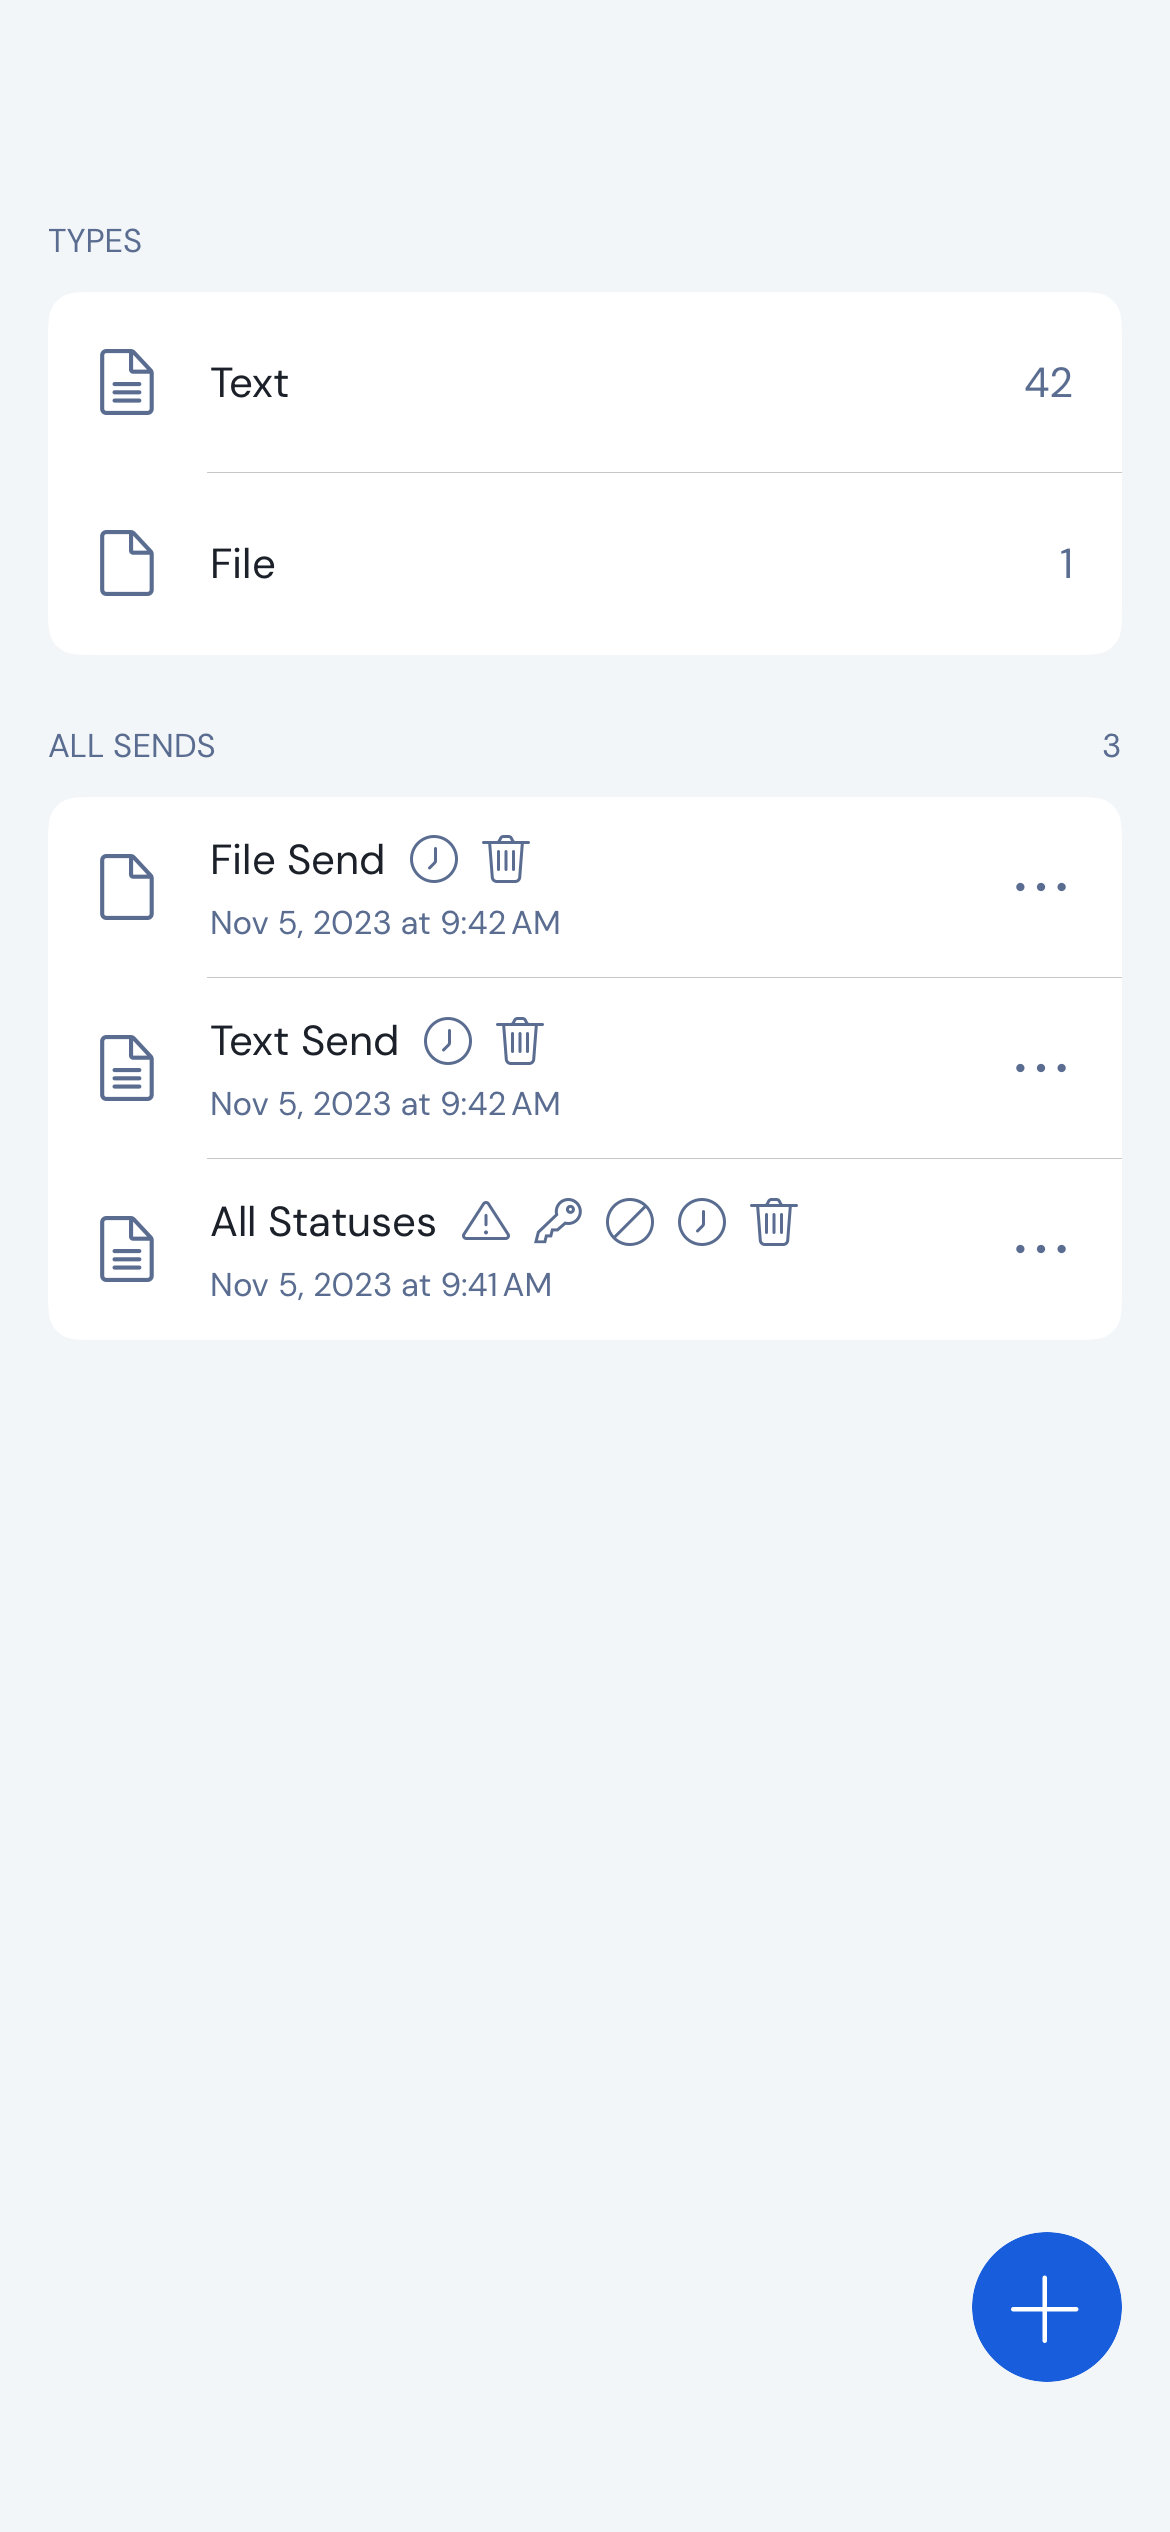 TYPES
Text 42
File 1
ALL SENDS 3
File Send
Nov 5, 2023 at 9:42 AM
Text Send
Nov 5, 2023 at 9:42 AM
All Statuses
Nov 5, 2023 at 9:41 AM